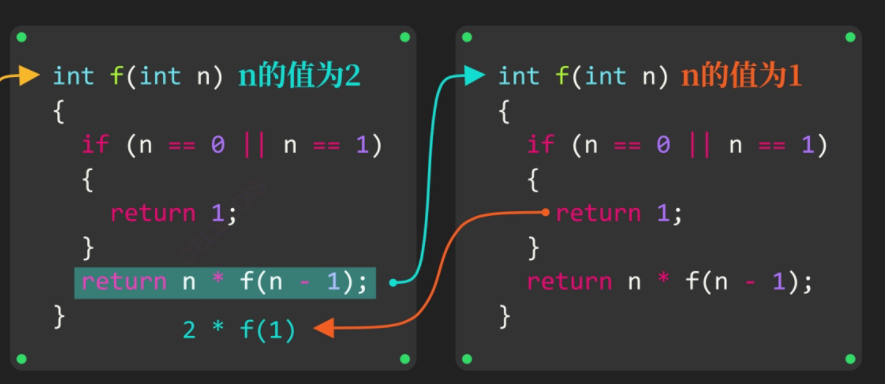 int f(int n) n的值为2
{
  if (n == 0 || n == 1)
  {
    return 1;
  }
  return n * f(n - 1);
}
2 * f(1)
int f(int n) n的值为1
{
  if (n == 0 || n == 1)
  {
    return 1;
  }
  return n * f(n - 1);
}